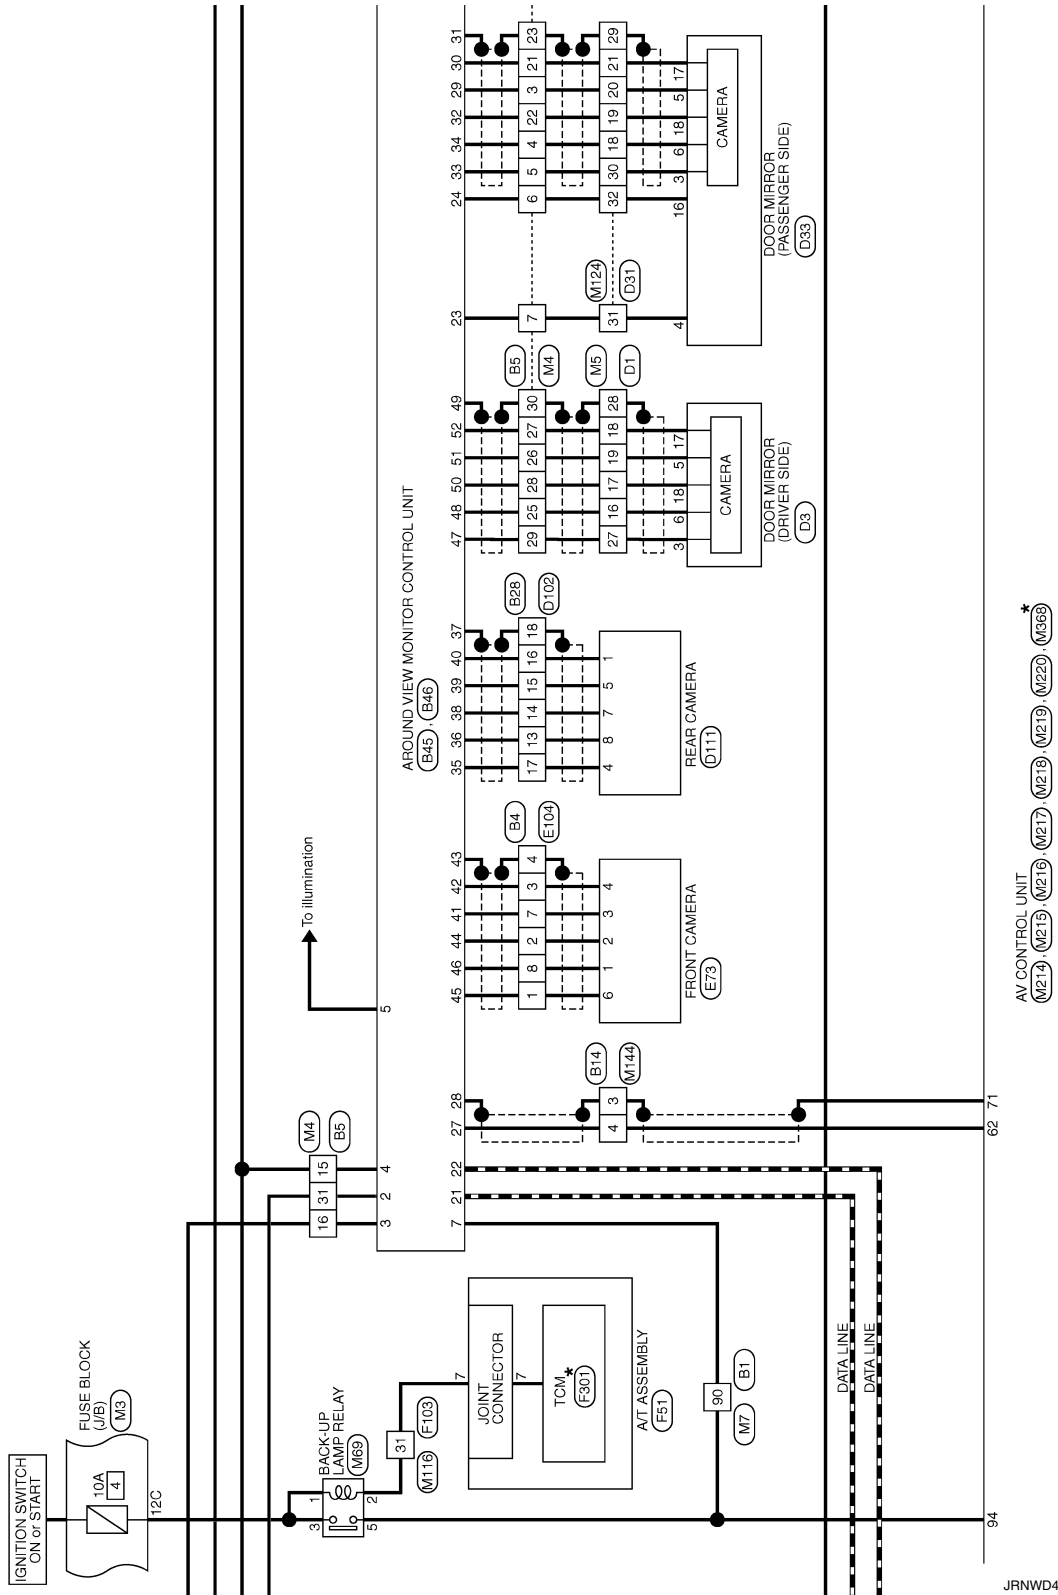 IGNITION SWITCH
ON or START
FUSE BLOCK
(J/B)
M3
10A
4
12C
BACK-UP
LAMP RELAY
M69
1
2
3
5
M116
31
F103
7
JOINT
CONNECTOR
7
TCM
*
F301
A/T ASSEMBLY
F51
M7
90
B1
94
DATA LINE
DATA LINE
M4
B5
15
31
16
4
2
3
22
21
7
5
To illumination
AROUND VIEW MONITOR CONTROL UNIT
B45 , B46
28
27
B14
M144
3
4
71
62
45
46
44
41
42
43
1
8
2
7
3
4
B4
E104
6
1
2
3
4
FRONT CAMERA
E73
35
36
38
39
40
37
17
13
14
15
16
18
B28
D102
4
8
7
5
1
REAR CAMERA
D111
47
48
50
51
52
49
29
25
28
26
27
30
B5
M4
27
16
17
19
18
28
M5
D1
3
6
18
5
17
CAMERA
DOOR MIRROR
(DRIVER SIDE)
D3
23
7
31
4
M124
D31
24
33
34
32
29
30
31
6
5
4
22
3
21
23
32
30
18
19
20
21
29
16
3
6
18
5
17
CAMERA
DOOR MIRROR
(PASSENGER SIDE)
D33
AV CONTROL UNIT
M214 , M215 , M216 , M217 , M218 , M219 , M220 , M368
*
JRNWD4